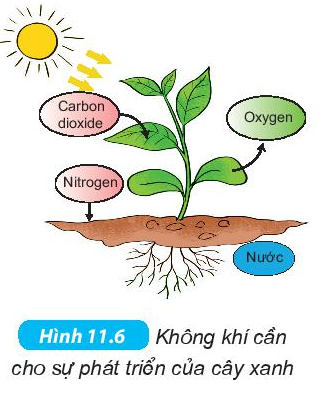 Carbon
dioxide
Oxygen
Nitrogen
Nước
Hình 11.6 Không khí cần
cho sự phát triển của cây xanh